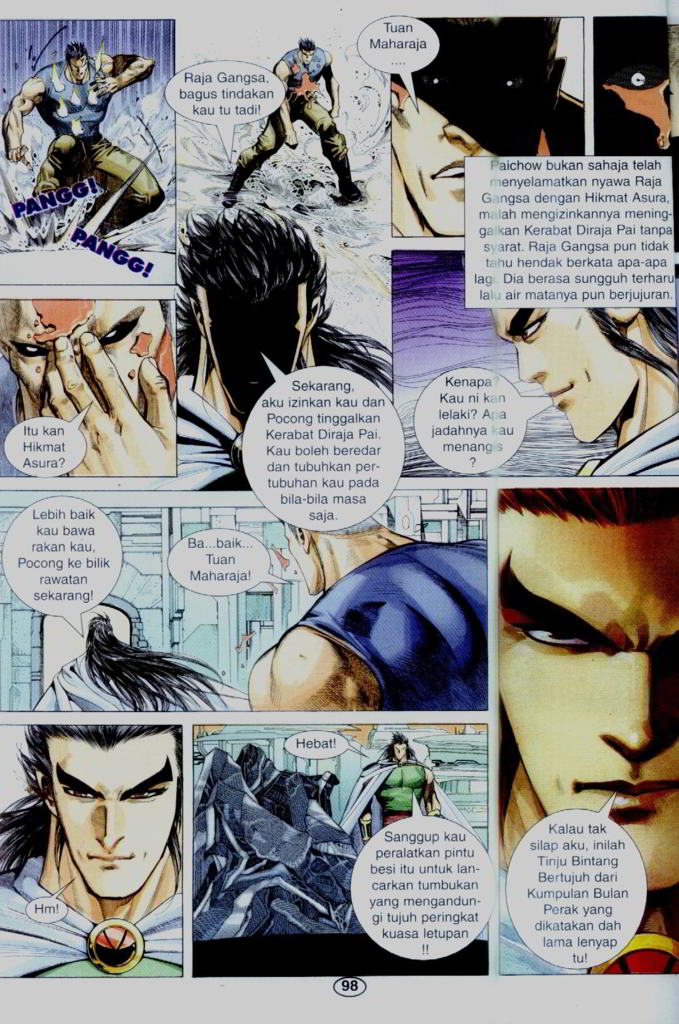 PANGG!
PANGG!
Raja Gangsa,
bagus tindakan
kau tu tadi!
Tuan
Maharaja
....
Paichow bukan sahaja telah
menyelamatkan nyawa Raja
Gangsa dengan Hikmat Asura,
malah mengizinkannya mening-
galkan Kerabat Diraja Pai tanpa
syarat. Raja Gangsa pun tidak
tahu hendak berkata apa-apa
lagi. Dia berasa sungguh terharu
lalu air matanya pun berjujuran.
Itu kan
Hikmat
Asura?
Sekarang,
aku izinkan kau dan
Pocong tinggalkan
Kerabat Diraja Pai.
Kau boleh beredar
dan tubuhkan per-
tubuhan kau pada
bila-bila masa
saja.
Kenapa?
Kau ni kan
lelaki? Apa
jadahnya kau
menangis
?
Lebih baik
kau bawa
rakan kau,
Pocong ke bilik
rawatan
sekarang!
Ba...baik...
Tuan
Maharaja!
Hm!
Hebat!
Sanggup kau
peralatkan pintu
besi itu untuk lan-
carkan tumbukan
yang mengandun-
gi tujuh peringkat
kuasa letupan
!!
Kalau tak
silap aku, inilah
Tinju Bintang
Bertujuh dari
Kumpulan Bulan
Perak yang
dikatakan dah
lama lenyap
tu!
98